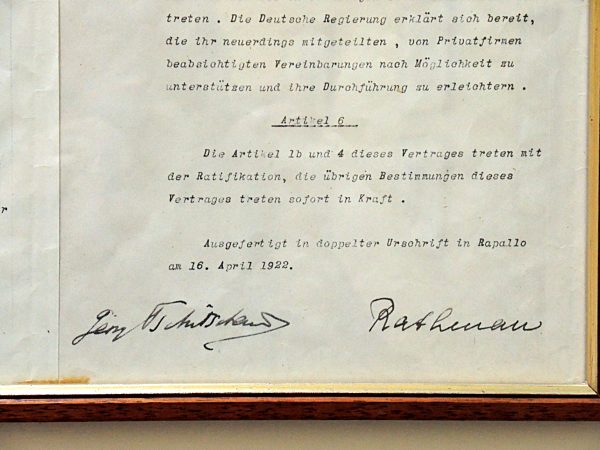 treten . Die Deutsche Regierung erklärt sich bereit,
die ihr neuerdings mitgeteilten , von Privatfirmen
beabsichtigten Vereinbarungen nach Möglichkeit zu
unterstützen und ihre Durchführung zu erleichtern .
Artikel 6
Die Artikel 1b und 4 dieses Vertrages treten mit
der Ratifikation, die übrigen Bestimmungen dieses
Vertrages treten sofort in Kraft .
r
Ausgefertigt in doppelter Urschrift in Rapallo
am 16. April 1922.
Rathenau